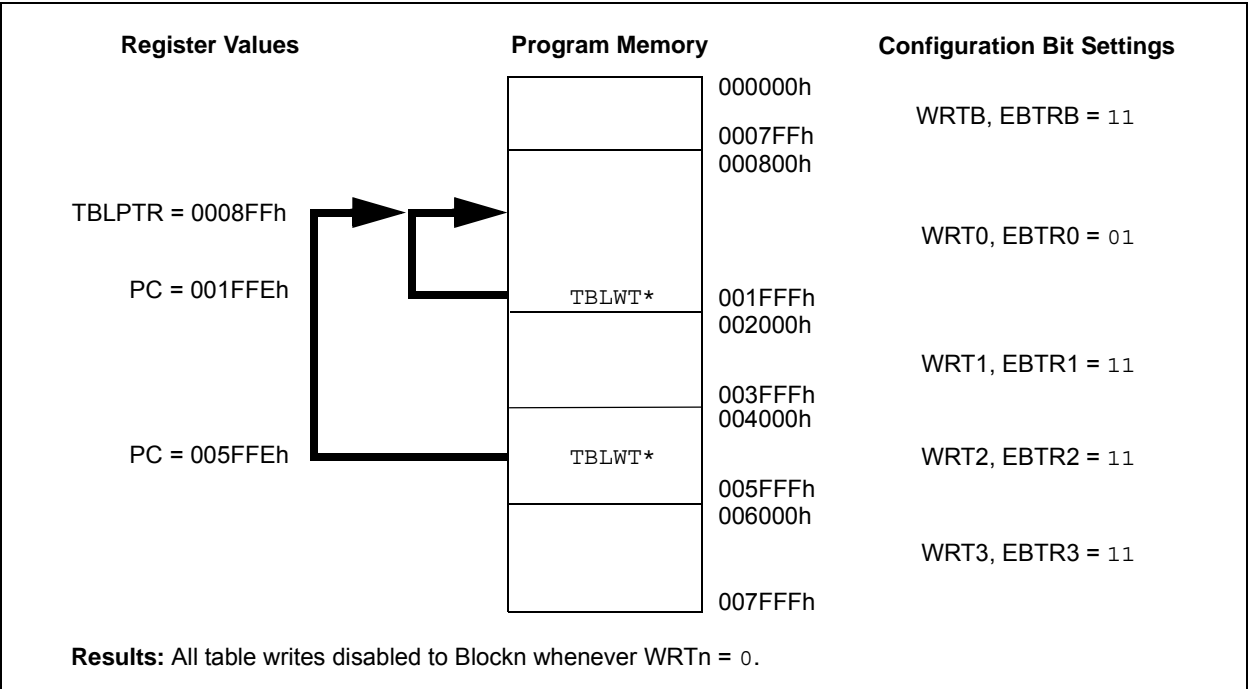 Register Values Program Memory Configuration Bit Settings
000000h
WRTB, EBTRB = 11
0007FFh
000800h
TBLPTR = 0008FFh
WRT0, EBTR0 = 01
PC = 001FFEh TBLWT* 001FFFh
002000h
WRT1, EBTR1 = 11
003FFFh
004000h
PC = 005FFEh TBLWT* WRT2, EBTR2 = 11
005FFFh
006000h
WRT3, EBTR3 = 11
007FFFh
Results: All table writes disabled to Blockn whenever WRTn = 0.